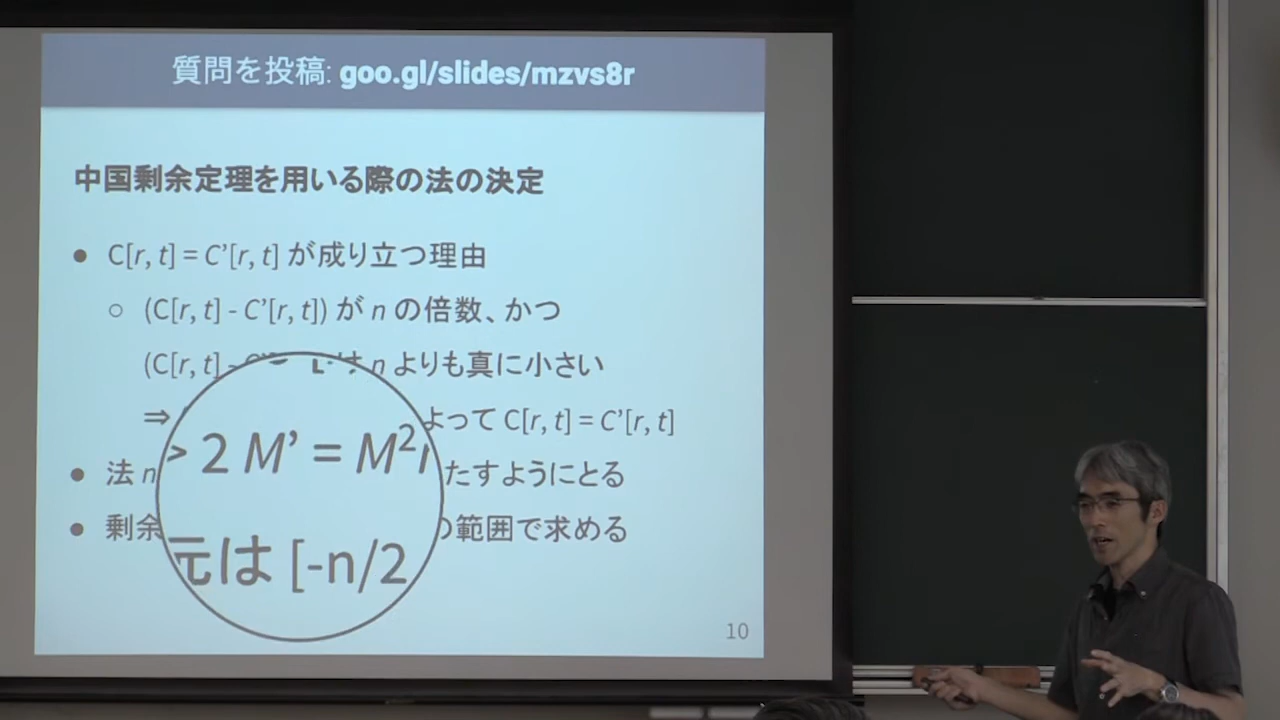 質問を投稿: goo.gl/slides/mzvs8r
中国剰余定理を用いる際の法の決定
● C[r, t] = C’[r, t] が成り立つ理由
○ (C[r, t] - C’[r, t]) が n の倍数、かつ
(C[r, t] - は n よりも真に小さい
⇒ よって C[r, t] = C’[r, t]
● 法 n > 2 M’ = M² たすようにとる
● 剰余 元は [-n/2 の範囲で求める
10